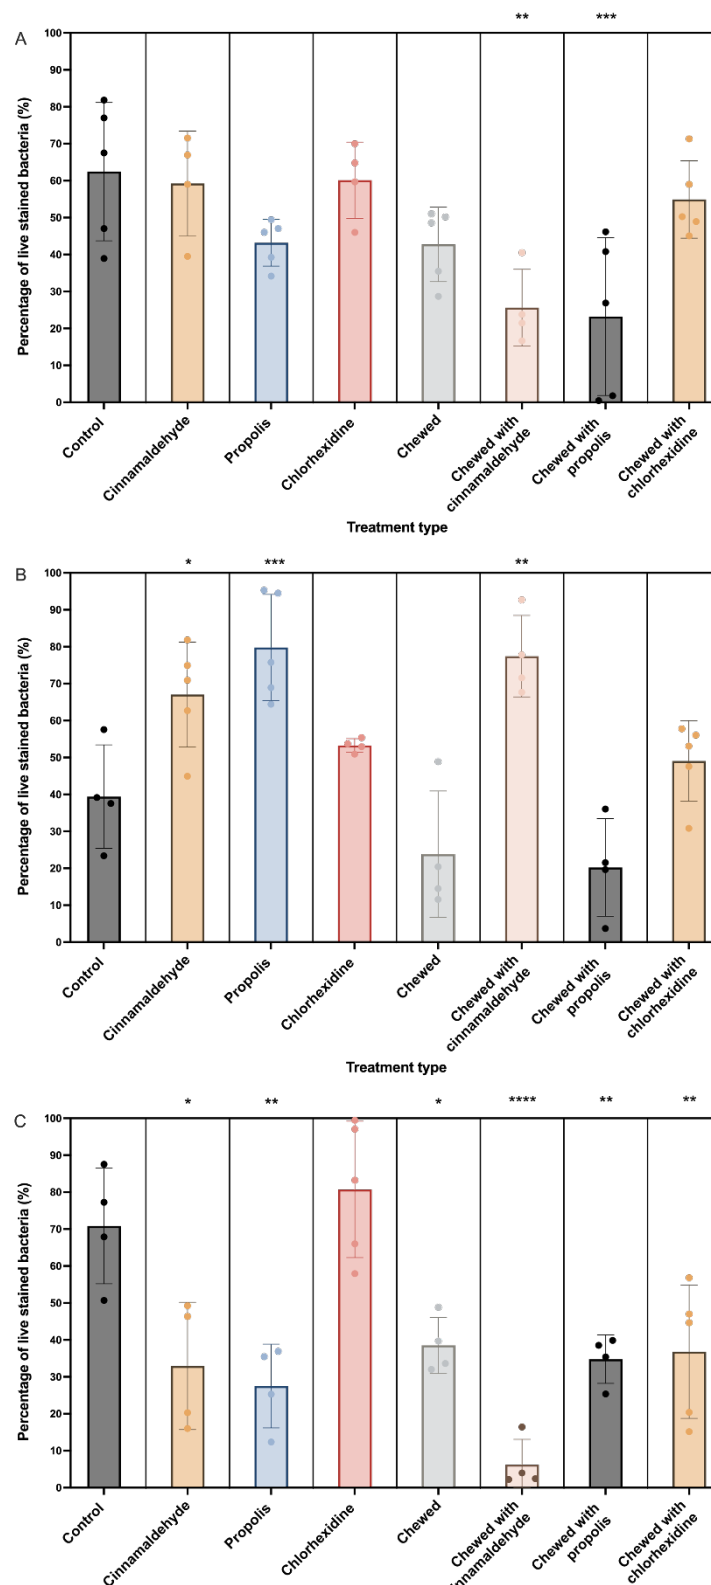 A
** ***
Percentage of live stained bacteria (%)
100
90
80
70
60
50
40
30
20
10
0
Control
Cinnamaldehyde
Propolis
Chlorhexidine
Chewed
Chewed with
cinnamaldehyde
Chewed with
propolis
Chewed with
chlorhexidine
Treatment type
B
* *** **
Percentage of live stained bacteria (%)
100
90
80
70
60
50
40
30
20
10
0
Control
Cinnamaldehyde
Propolis
Chlorhexidine
Chewed
Chewed with
cinnamaldehyde
Chewed with
propolis
Chewed with
chlorhexidine
Treatment type
C
* ** * **** ** **
Percentage of live stained bacteria (%)
100
90
80
70
60
50
40
30
20
10
0
Control
Cinnamaldehyde
Propolis
Chlorhexidine
Chewed
Chewed with
cinnamaldehyde
Chewed with
propolis
Chewed with
chlorhexidine